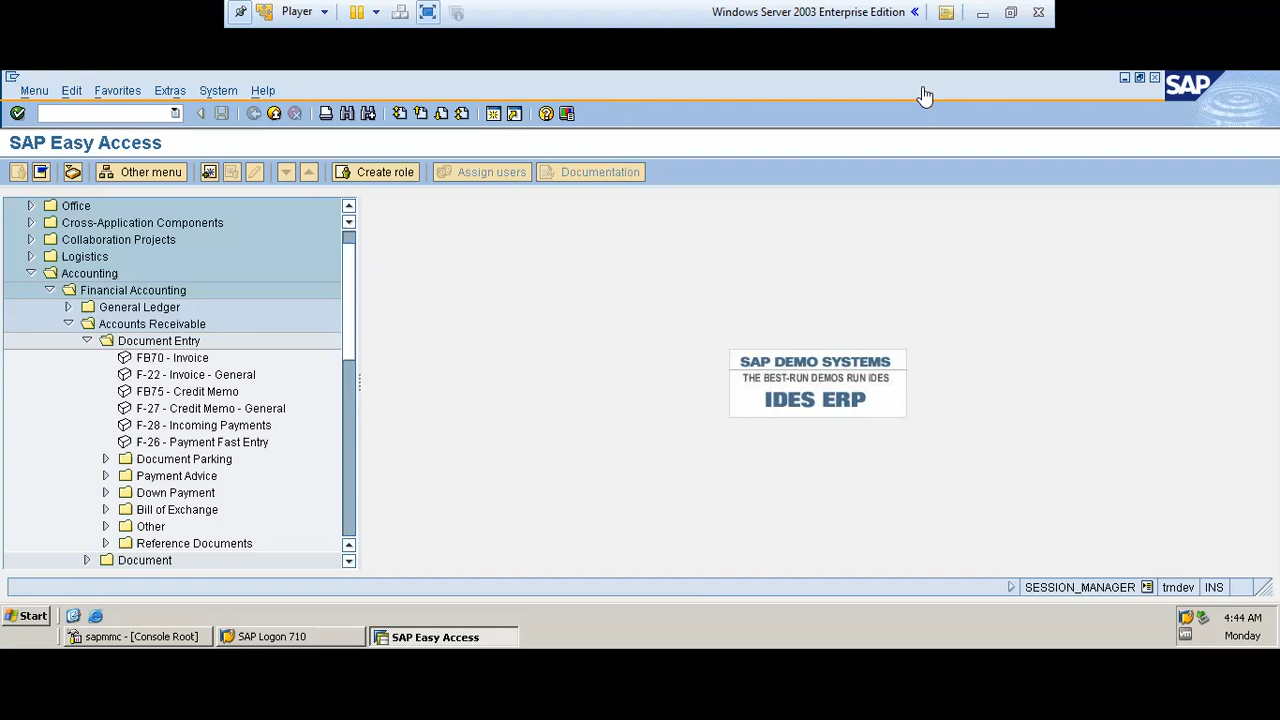 Player
Windows Server 2003 Enterprise Edition
SAP
Menu Edit Favorites Extras System Help
SAP Easy Access
Other menu Create role Assign users Documentation
Office
Cross-Application Components
Collaboration Projects
Logistics
Accounting
Financial Accounting
General Ledger
Accounts Receivable
Document Entry
FB70 - Invoice
F-22 - Invoice - General
FB75 - Credit Memo
F-27 - Credit Memo - General
F-28 - Incoming Payments
F-26 - Payment Fast Entry
Document Parking
Payment Advice
Down Payment
Bill of Exchange
Other
Reference Documents
Document
SAP DEMO SYSTEMS
THE BEST-RUN DEMOS RUN IDES
IDES ERP
SESSION_MANAGER trndev INS
Start
sapmmc - [Console Root] SAP Logon 710 SAP Easy Access
4:44 AM
Monday